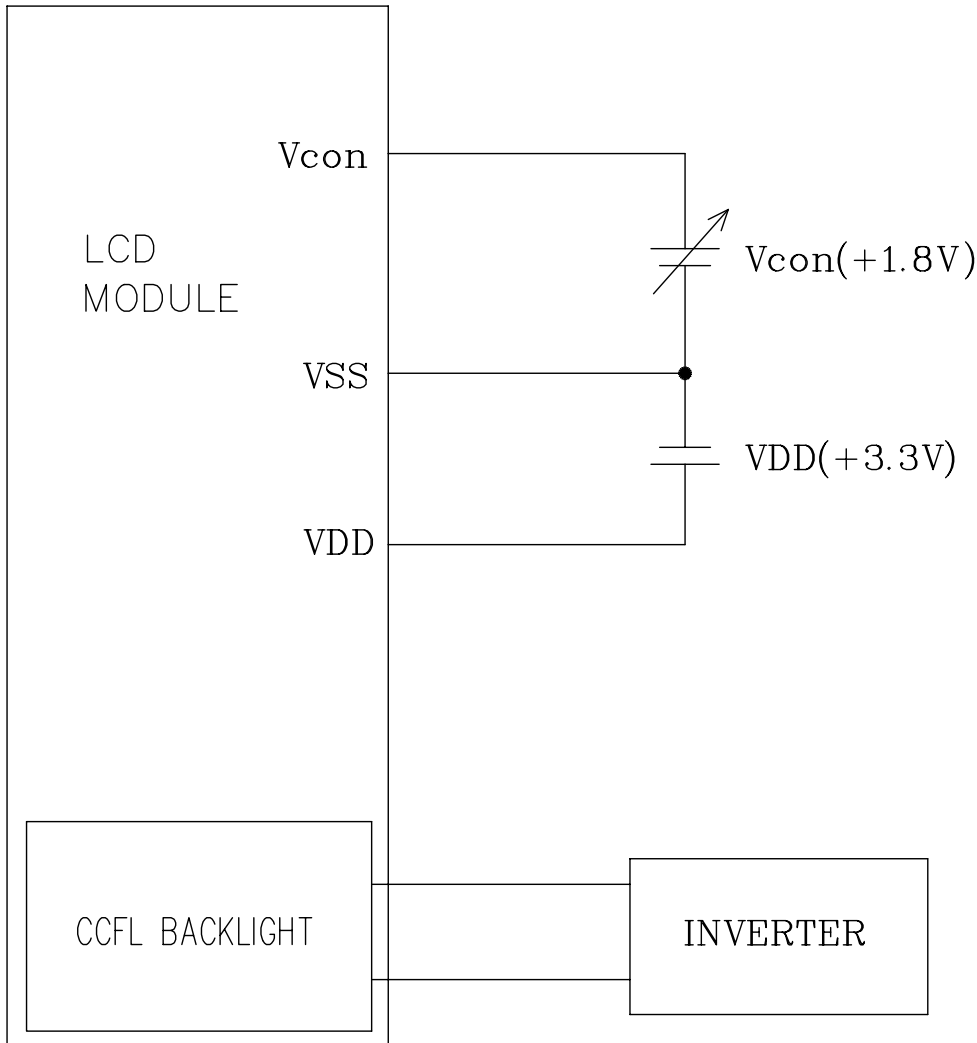 Vcon
LCD
MODULE
Vcon(+1.8V)
VSS
VDD(+3.3V)
VDD
CCFL BACKLIGHT
INVERTER